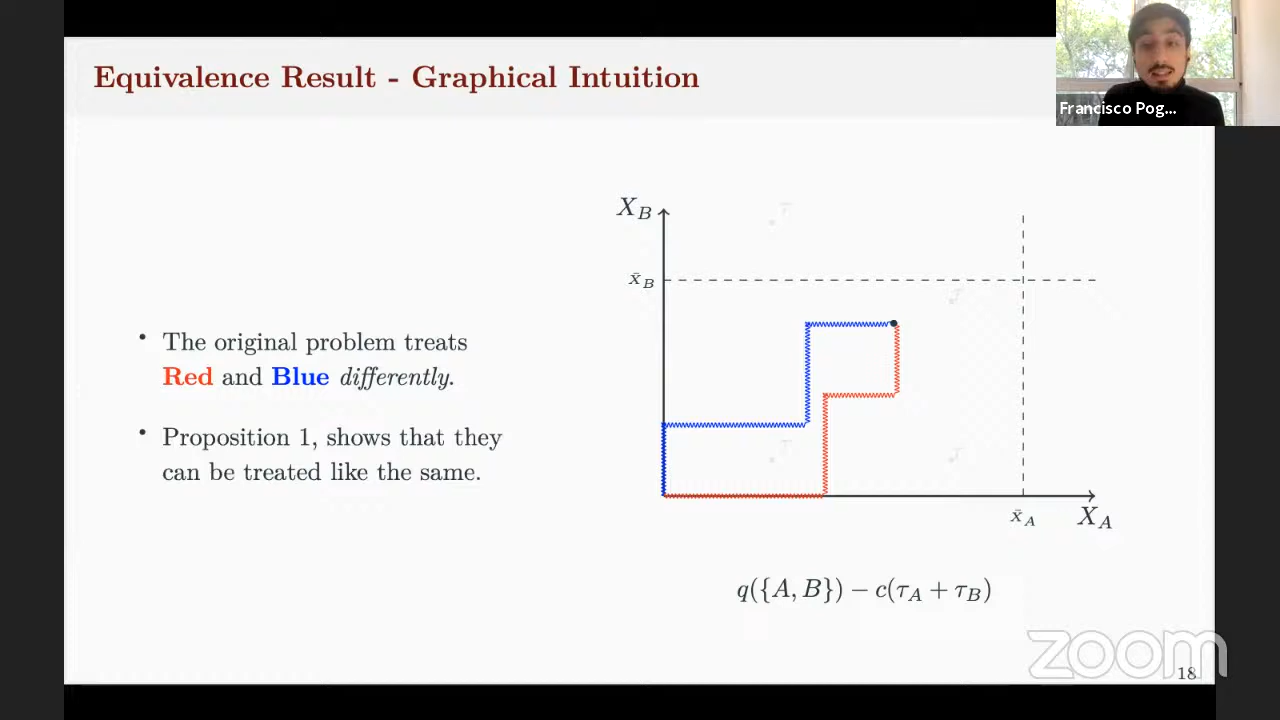 Equivalence Result - Graphical Intuition
Francisco Pog...
• The original problem treats
Red and Blue differently.
• Proposition 1, shows that they
can be treated like the same.
X_B
x̄_B
x̄_A
X_A
q({A, B}) − c(τ_A + τ_B)
zoom
18